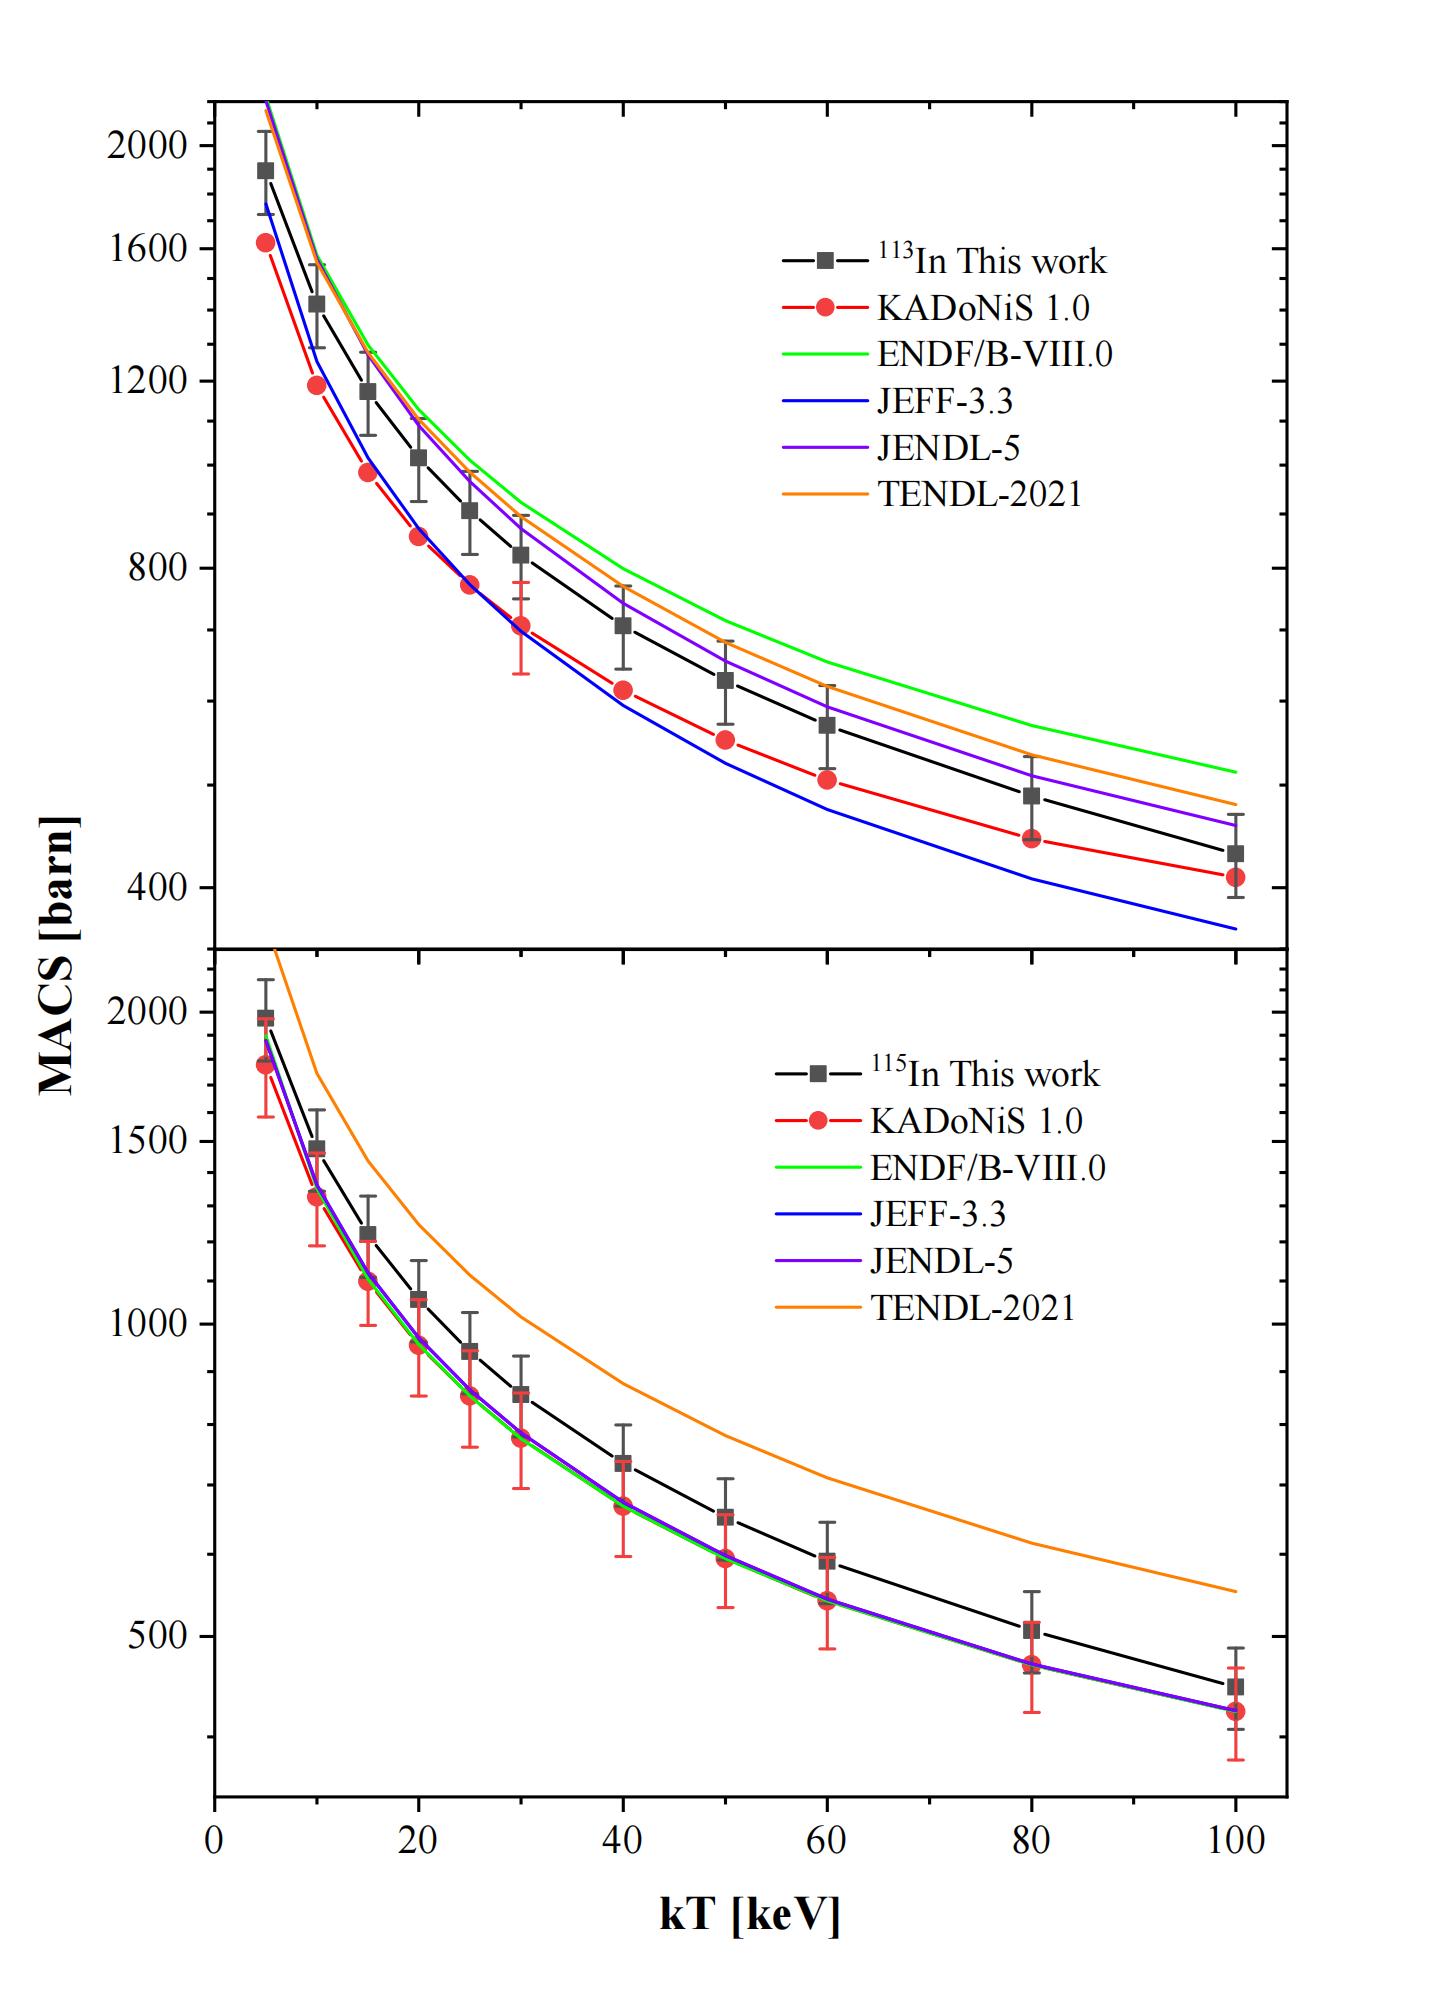 2000
1600
1200
800
400
¹¹³In This work
KADoNiS 1.0
ENDF/B-VIII.0
JEFF-3.3
JENDL-5
TENDL-2021
MACS [barn]
2000
1500
1000
500
¹¹⁵In This work
KADoNiS 1.0
ENDF/B-VIII.0
JEFF-3.3
JENDL-5
TENDL-2021
0 20 40 60 80 100
kT [keV]